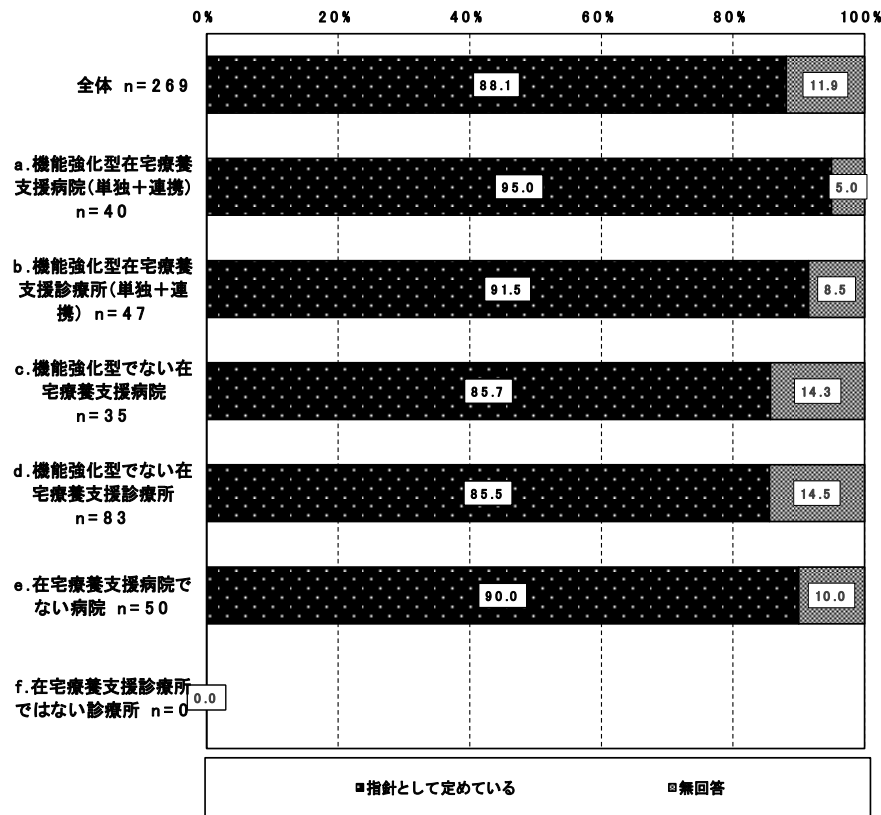 0% 20% 40% 60% 80% 100%
全体 n=269
88.1
11.9
a.機能強化型在宅療養
支援病院(単独+連携)
n=40
95.0
5.0
b.機能強化型在宅療養
支援診療所(単独+連
携) n=47
91.5
8.5
c.機能強化型でない在
宅療養支援病院
n=35
85.7
14.3
d.機能強化型でない在
宅療養支援診療所
n=83
85.5
14.5
e.在宅療養支援病院で
ない病院 n=50
90.0
10.0
f.在宅療養支援診療所
ではない診療所 n=0
0.0
指針として定めている 無回答